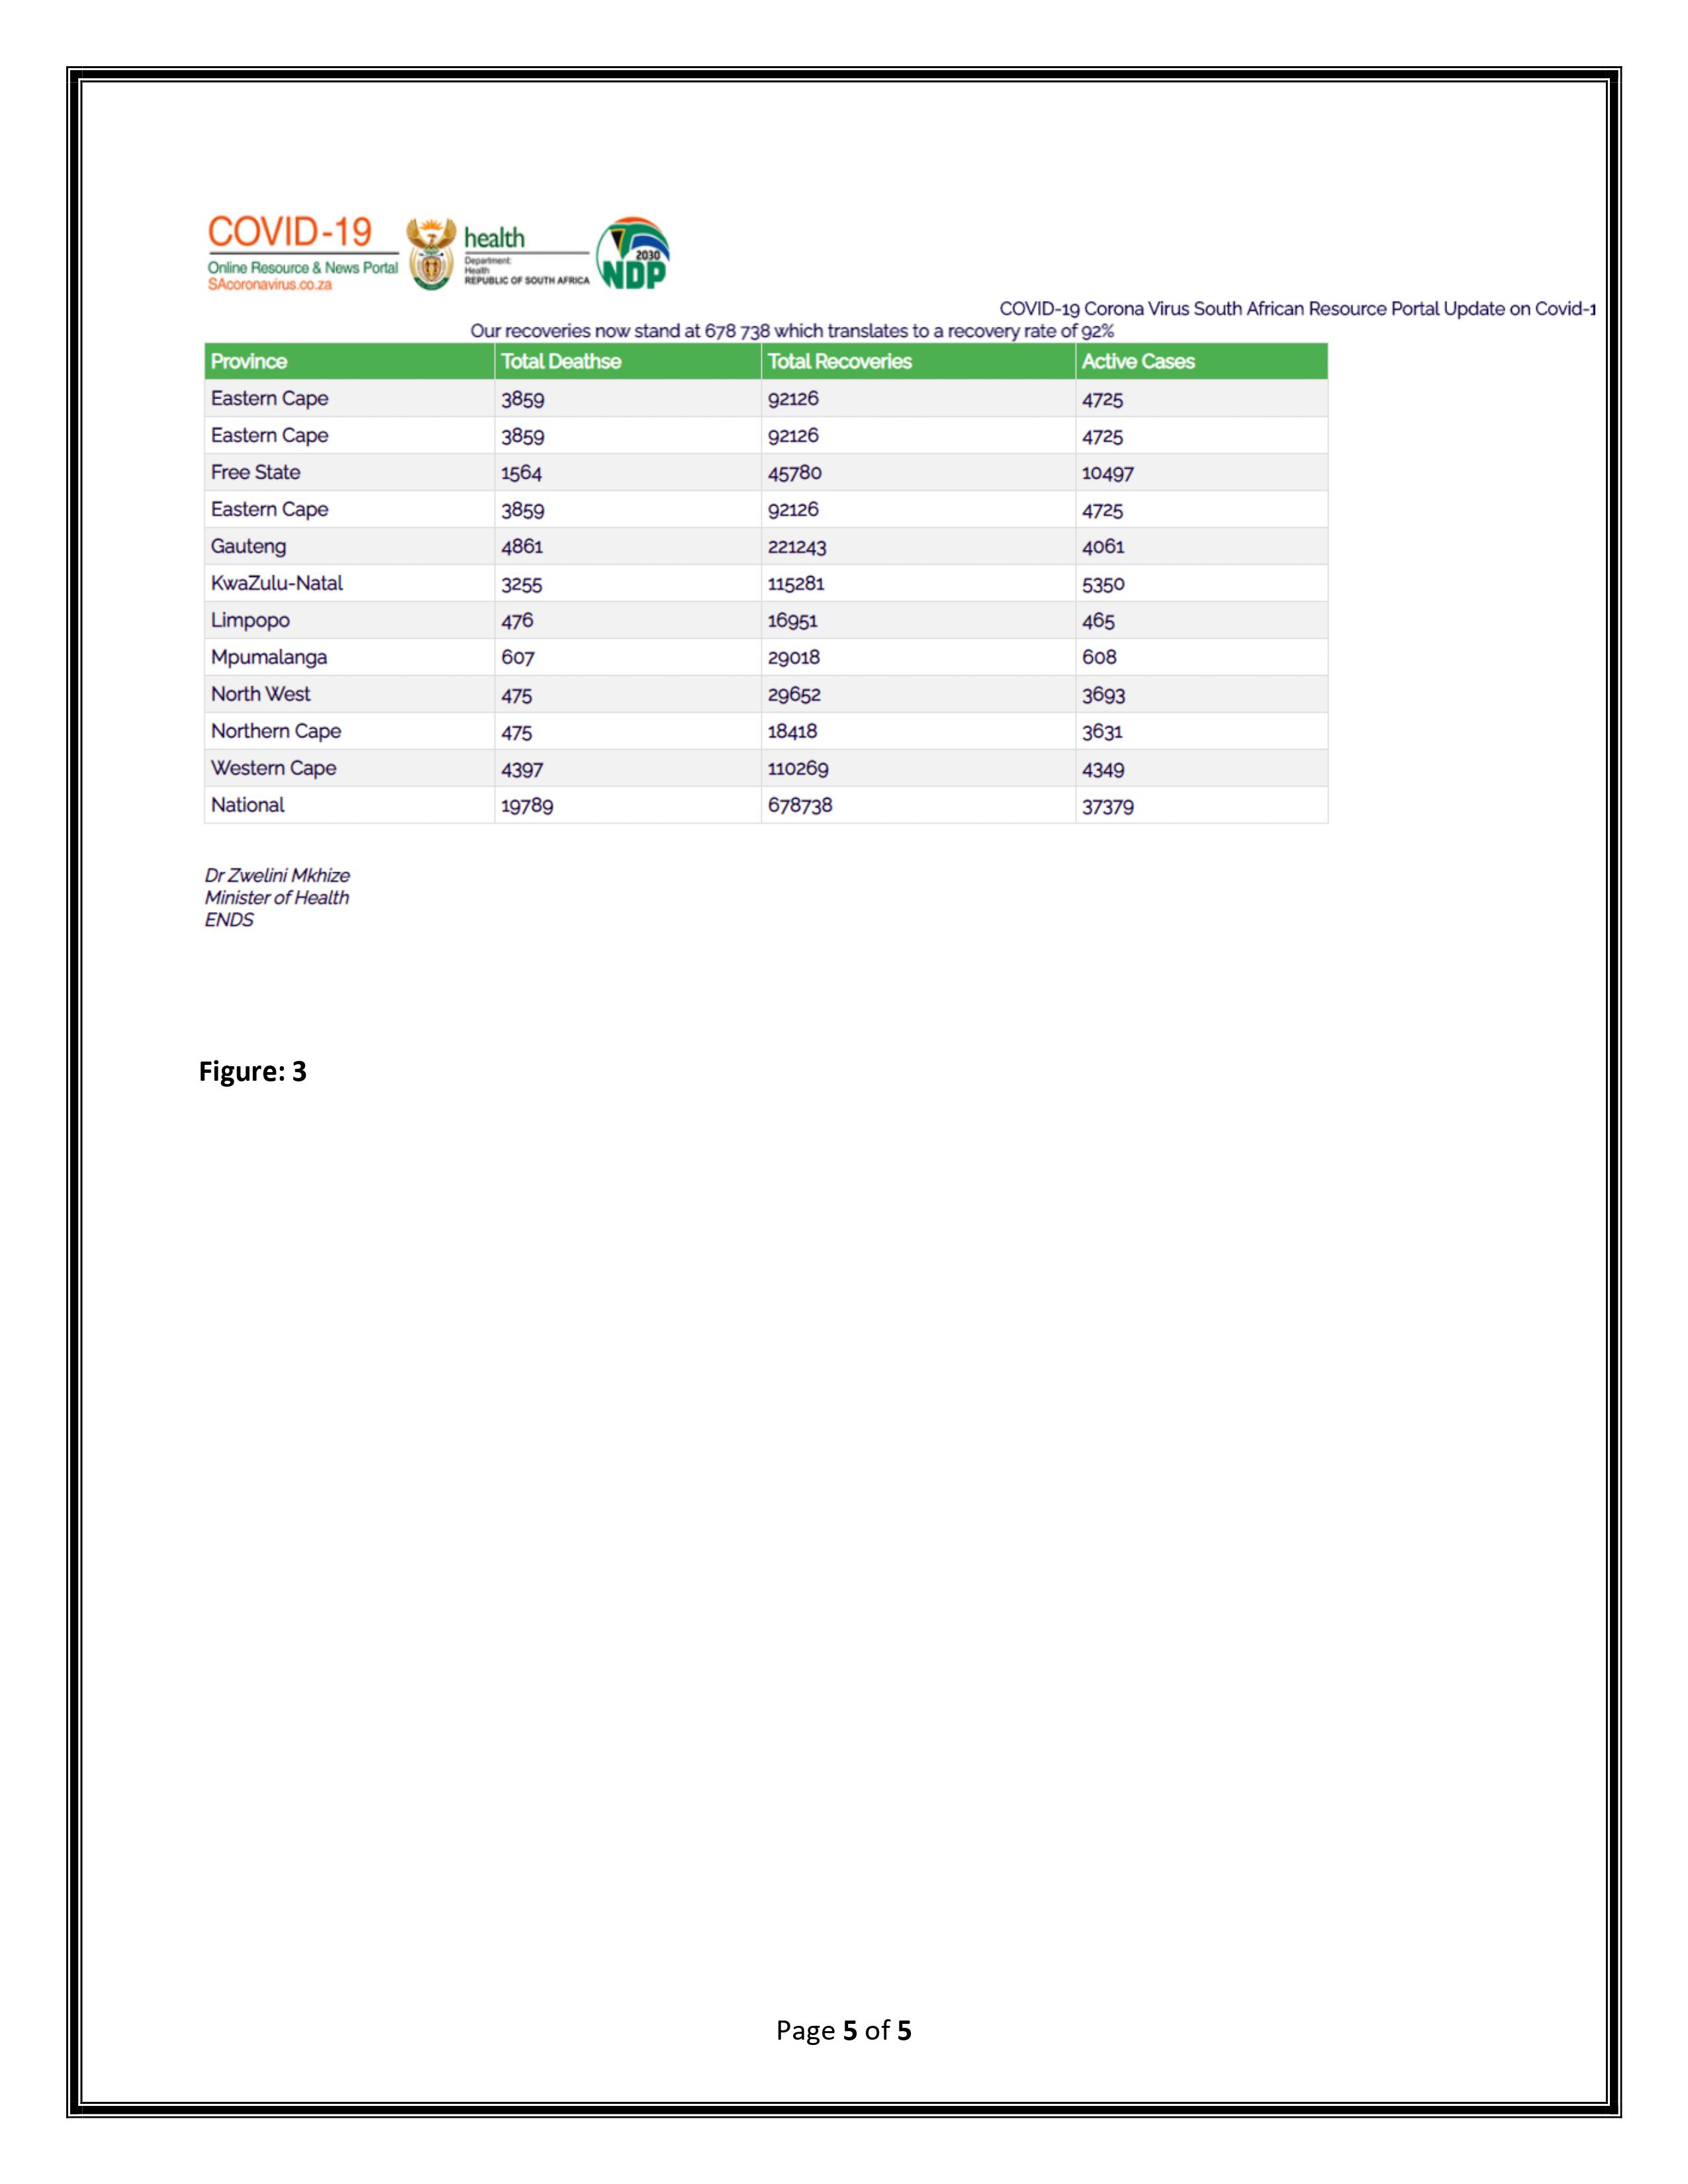 COVID-19
Online Resource & News Portal
SAcoronavirus.co.za
health
Department:
Health
REPUBLIC OF SOUTH AFRICA
2030
NDP
COVID-19 Corona Virus South African Resource Portal Update on Covid-1
Our recoveries now stand at 678 738 which translates to a recovery rate of 92%
Province Total Deathse Total Recoveries Active Cases
Eastern Cape 3859 92126 4725
Eastern Cape 3859 92126 4725
Free State 1564 45780 10497
Eastern Cape 3859 92126 4725
Gauteng 4861 221243 4061
KwaZulu-Natal 3255 115281 5350
Limpopo 476 16951 465
Mpumalanga 607 29018 608
North West 475 29652 3693
Northern Cape 475 18418 3631
Western Cape 4397 110269 4349
National 19789 678738 37379
Dr Zwelini Mkhize
Minister of Health
ENDS
Figure: 3
Page 5 of 5